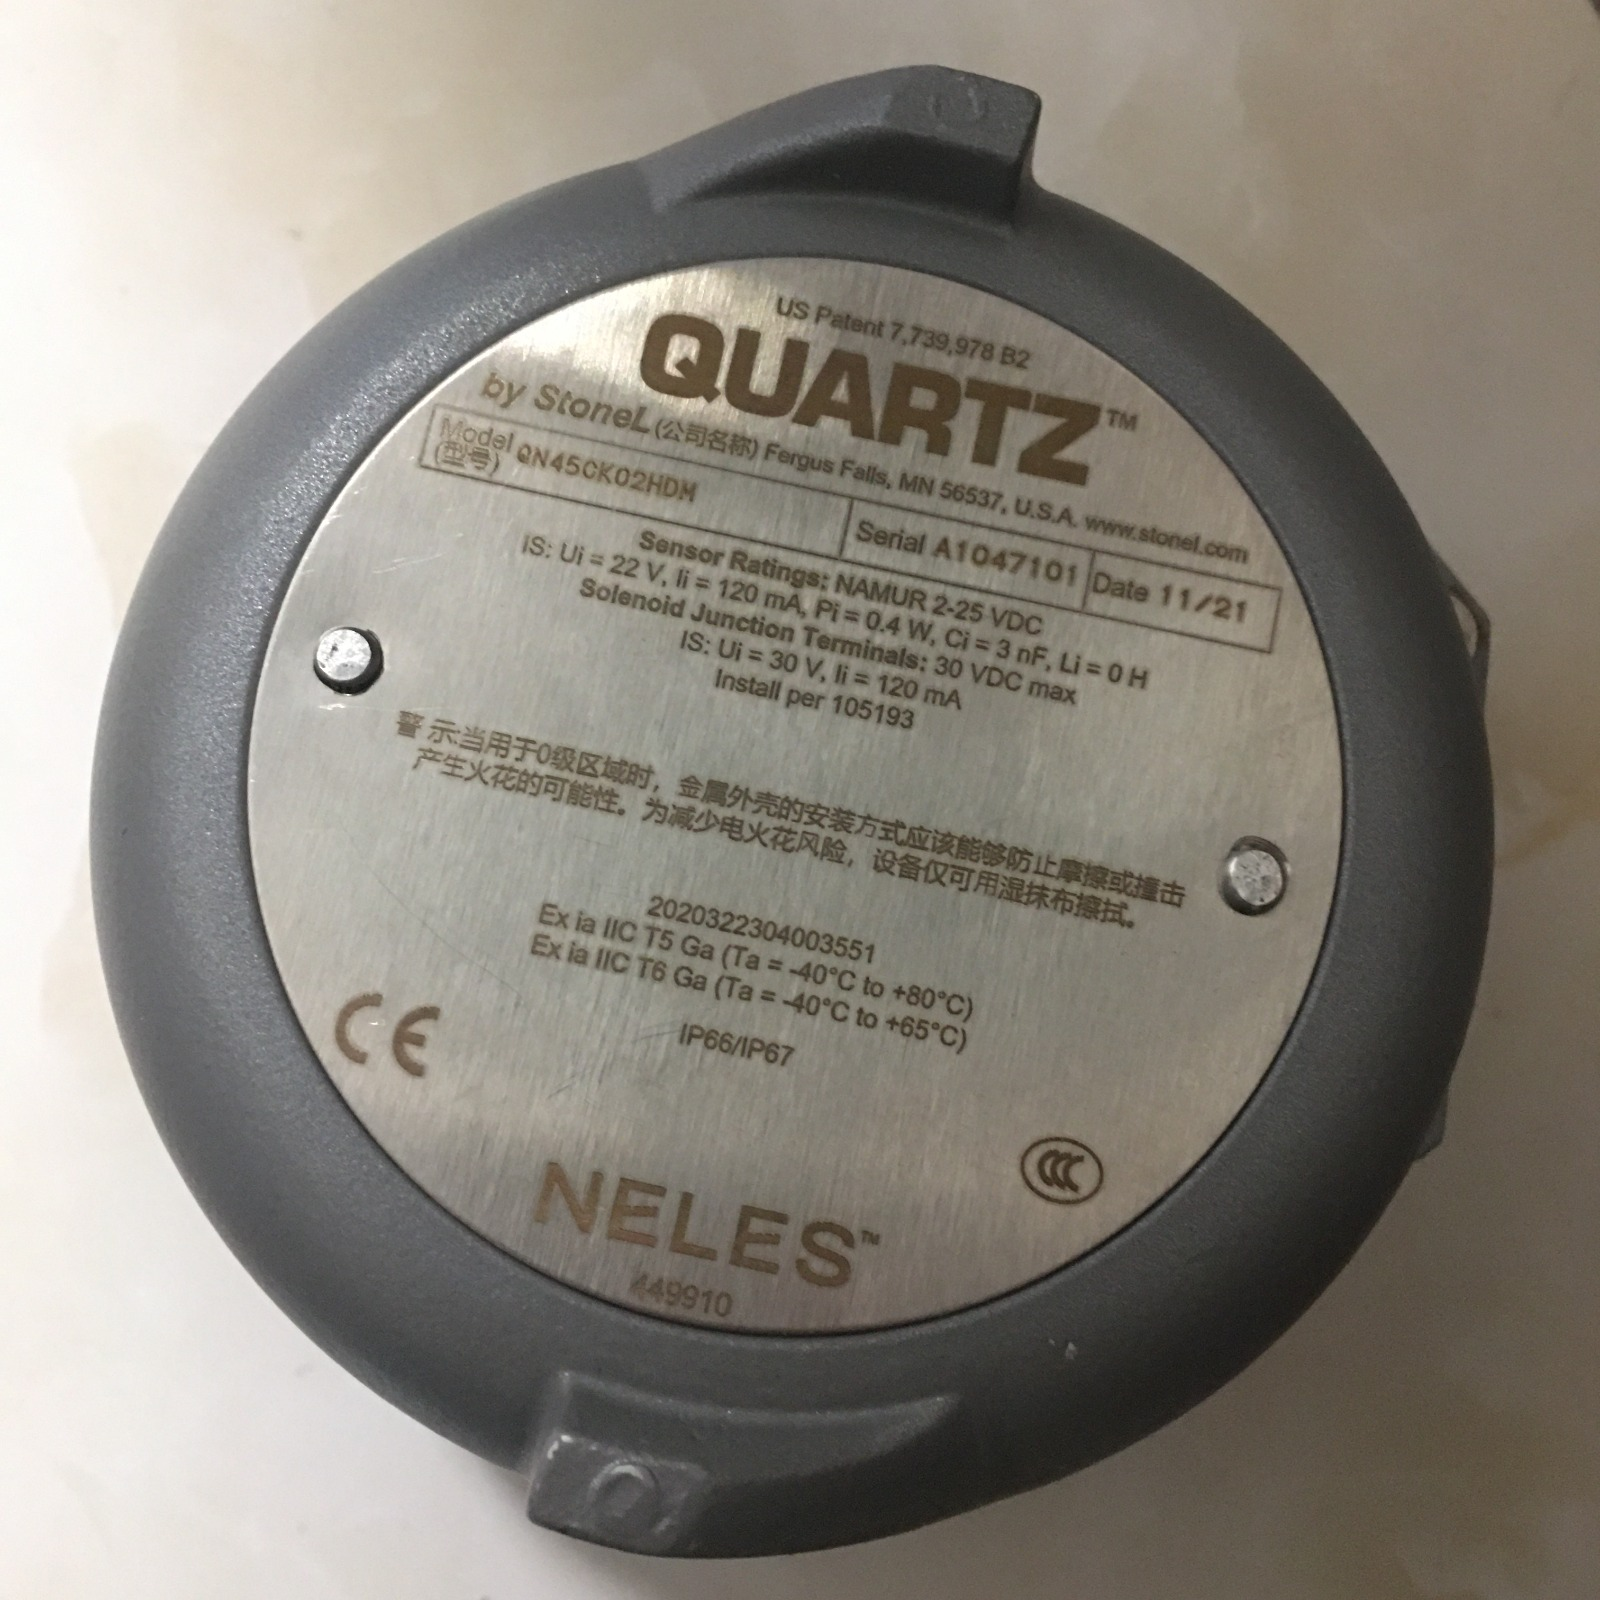 US Patent 7,739,978 B2
QUARTZ™
by StoneL (公司名称) Fergus Falls, MN 56537, U.S.A. www.stonel.com
Model (型号) QN45CK02HDM Serial A1047101 Date 11/21
Sensor Ratings: NAMUR 2-25 VDC
IS: Ui = 22 V, Ii = 120 mA, Pi = 0.4 W, Ci = 3 nF, Li = 0 H
Solenoid Junction Terminals: 30 VDC max
IS: Ui = 30 V, Ii = 120 mA
Install per 105193
警 示:当用于0级区域时，金属外壳的安装方式应该能够防止摩擦或撞击
产生火花的可能性。为减少电火花风险，设备仅可用湿抹布擦拭。
2020322304003551
Ex ia IIC T5 Ga (Ta = -40°C to +80°C)
Ex ia IIC T6 Ga (Ta = -40°C to +65°C)
IP66/IP67
CE
CCC
NELES™
449910